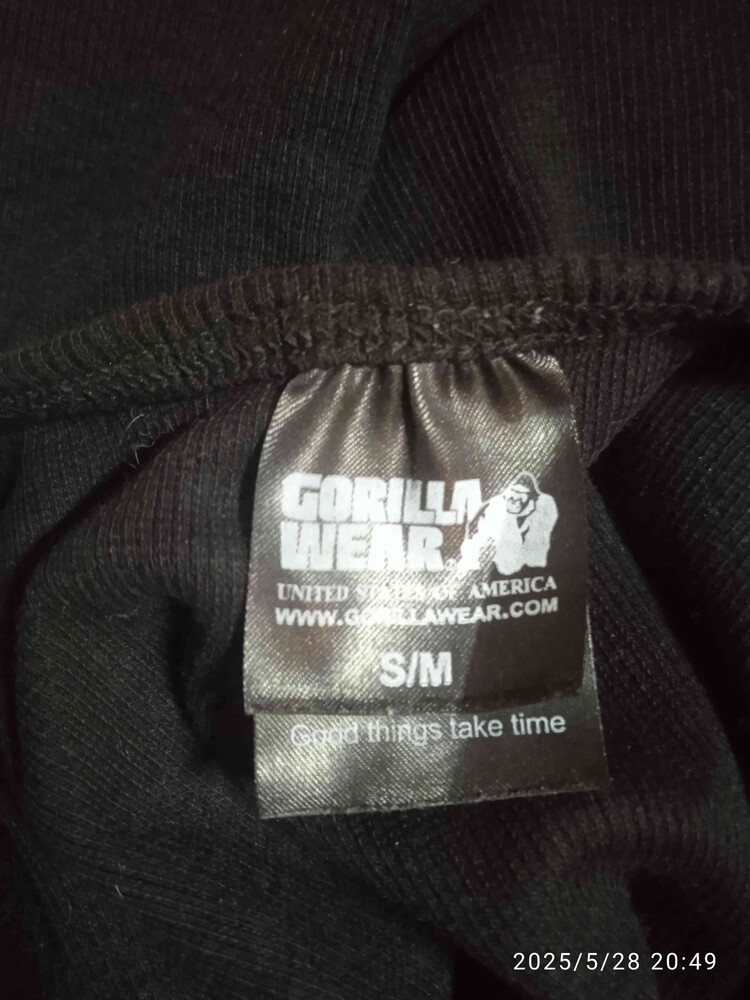 GORILLA
WEAR.
UNITED STATES OF AMERICA
WWW.GORILLAWEAR.COM
S/M
Good things take time
2025/5/28 20:49